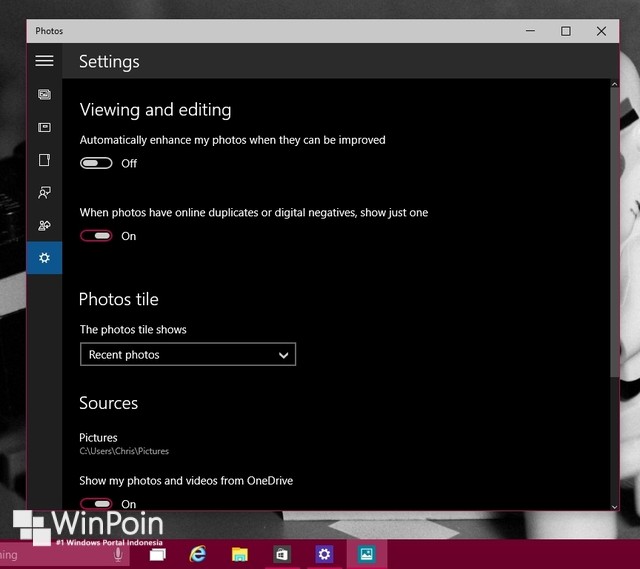 Photos
Settings
Viewing and editing
Automatically enhance my photos when they can be improved
Off
When photos have online duplicates or digital negatives, show just one
On
Photos tile
The photos tile shows
Recent photos
Sources
Pictures
C:\Users\Chris\Pictures
Show my photos and videos from OneDrive
On
WinPoin
#1 Windows Portal Indonesia